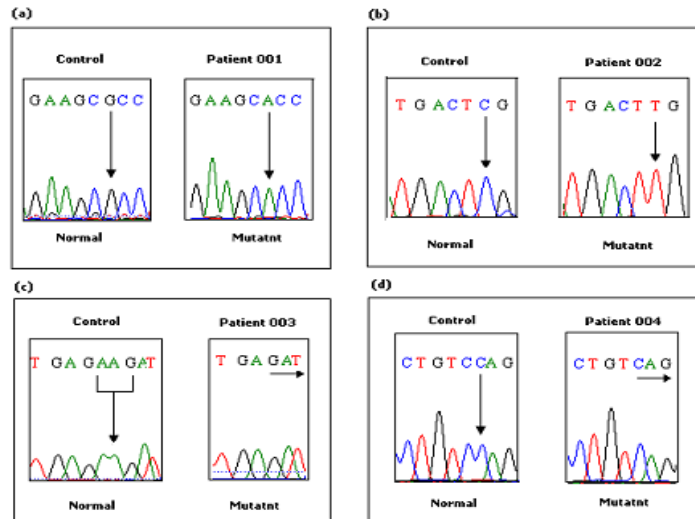 (a)
Control Patient 001
GAAGCGCC GAAGCACC
Normal Mutatnt
(b)
Control Patient 002
TGACTCG TGACTTG
Normal Mutatnt
(c)
Control Patient 003
TGAGAAGAT TGAGAT
Normal Mutatnt
(d)
Control Patient 004
CTGTCCAG CTGTCAG
Normal Mutatnt